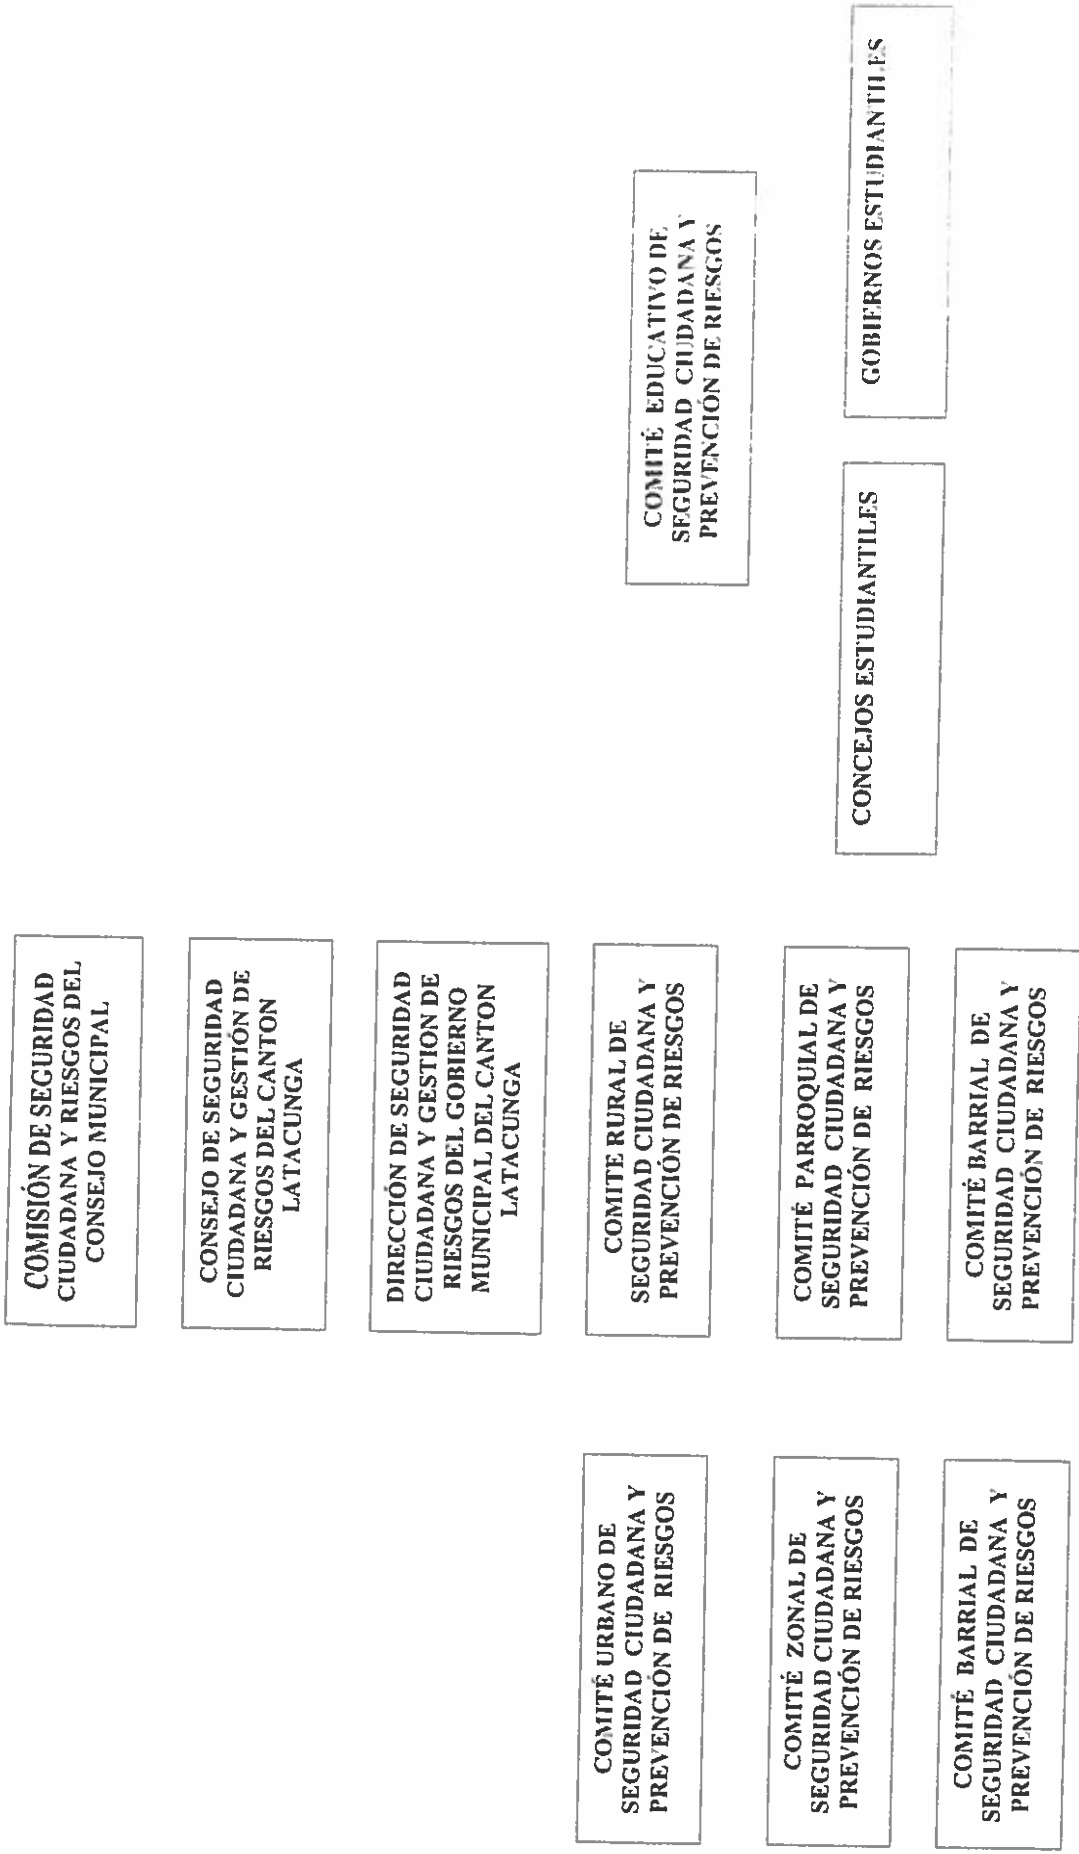 COMISIÓN DE SEGURIDAD
CIUDADANA Y RIESGOS DEL
CONSEJO MUNICIPAL
CONSEJO DE SEGURIDAD
CIUDADANA Y GESTIÓN DE
RIESGOS DEL CANTON
LATACUNGA
DIRECCIÓN DE SEGURIDAD
CIUDADANA Y GESTION DE
RIESGOS DEL GOBIERNO
MUNICIPAL DEL CANTON
LATACUNGA
COMITÉ URBANO DE
SEGURIDAD CIUDADANA Y
PREVENCIÓN DE RIESGOS
COMITE RURAL DE
SEGURIDAD CIUDADANA Y
PREVENCIÓN DE RIESGOS
COMITÉ EDUCATIVO DE
SEGURIDAD CIUDADANA Y
PREVENCIÓN DE RIESGOS
COMITÉ ZONAL DE
SEGURIDAD CIUDADANA Y
PREVENCIÓN DE RIESGOS
COMITÉ PARROQUIAL DE
SEGURIDAD CIUDADANA Y
PREVENCIÓN DE RIESGOS
CONCEJOS ESTUDIANTILES
GOBIERNOS ESTUDIANTILES
COMITÉ BARRIAL DE
SEGURIDAD CIUDADANA Y
PREVENCIÓN DE RIESGOS
COMITÉ BARRIAL DE
SEGURIDAD CIUDADANA Y
PREVENCIÓN DE RIESGOS